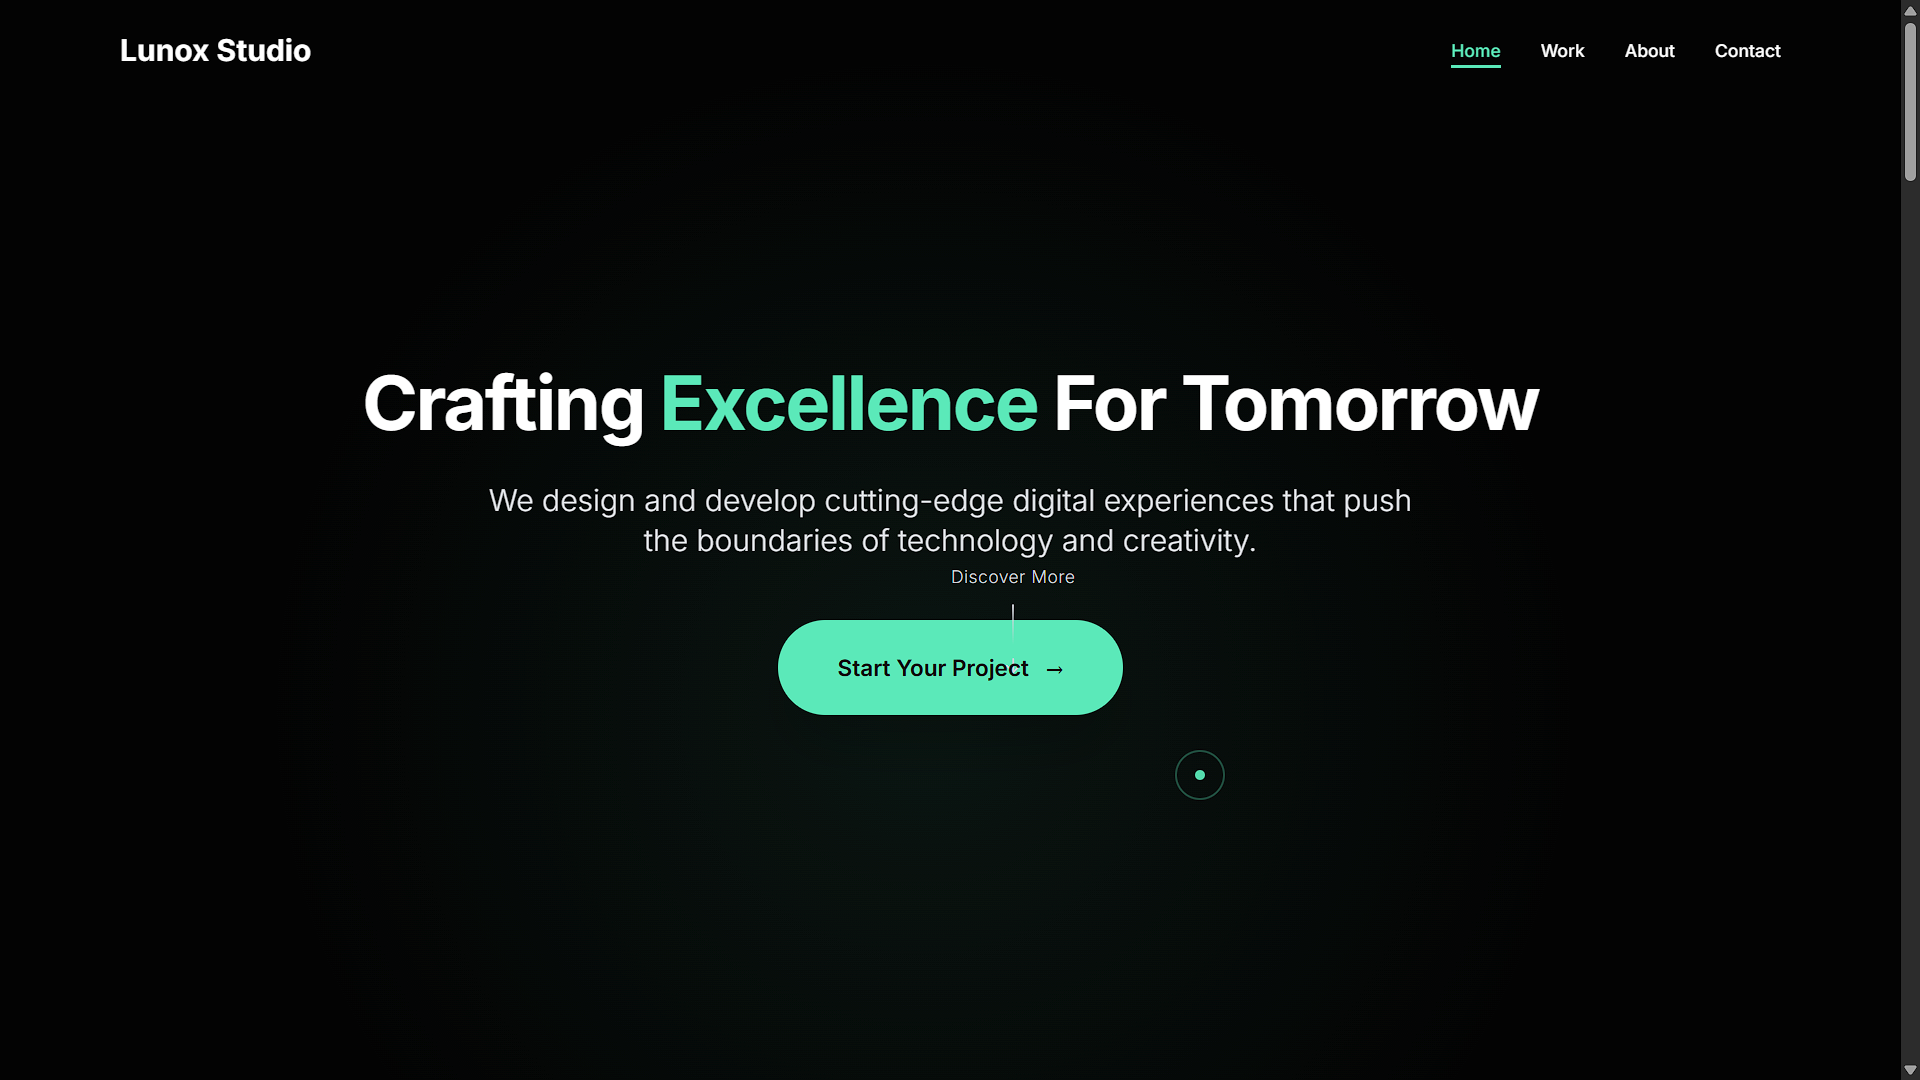 Lunox Studio
Home
Work
About
Contact
Crafting Excellence For Tomorrow
We design and develop cutting-edge digital experiences that push
the boundaries of technology and creativity.
Discover More
Start Your Project →